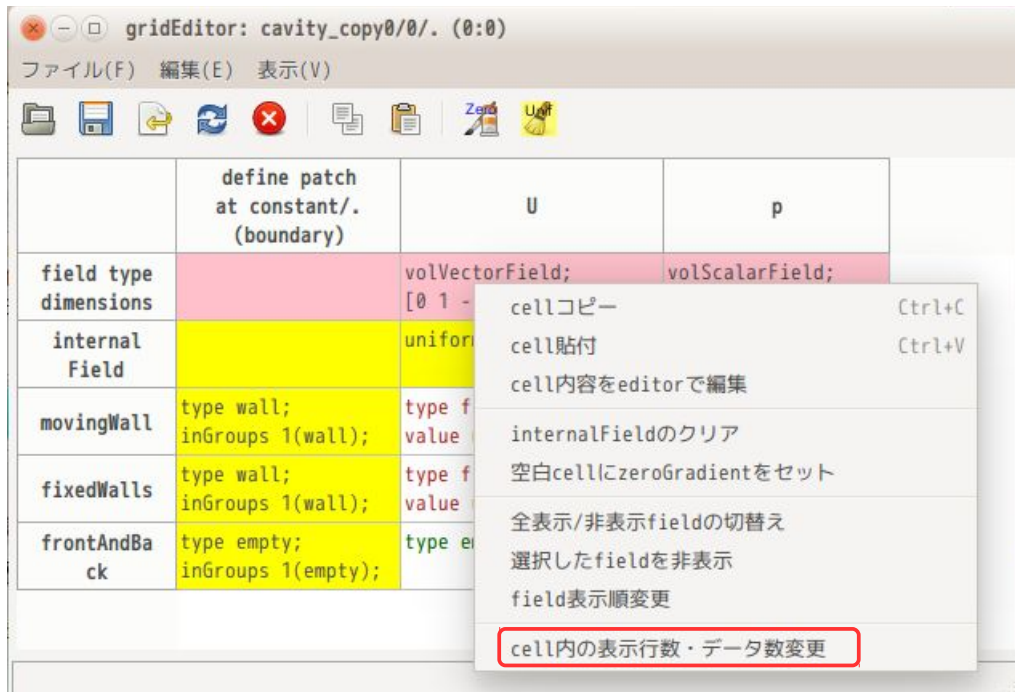 gridEditor: cavity_copy0/0/. (0:0)
ファイル(F) 編集(E) 表示(V)
Zero
Unif
define patch
at constant/.
(boundary)
U
p
field type
dimensions
volVectorField;
[0 1 -
volScalarField;
internal
Field
uniform
movingWall
type wall;
inGroups 1(wall);
type f
value
fixedWalls
type wall;
inGroups 1(wall);
type f
value
frontAndBa
ck
type empty;
inGroups 1(empty);
type e
cellコピー Ctrl+C
cell貼付 Ctrl+V
cell内容をeditorで編集
internalFieldのクリア
空白cellにzeroGradientをセット
全表示/非表示fieldの切替え
選択したfieldを非表示
field表示順変更
cell内の表示行数・データ数変更